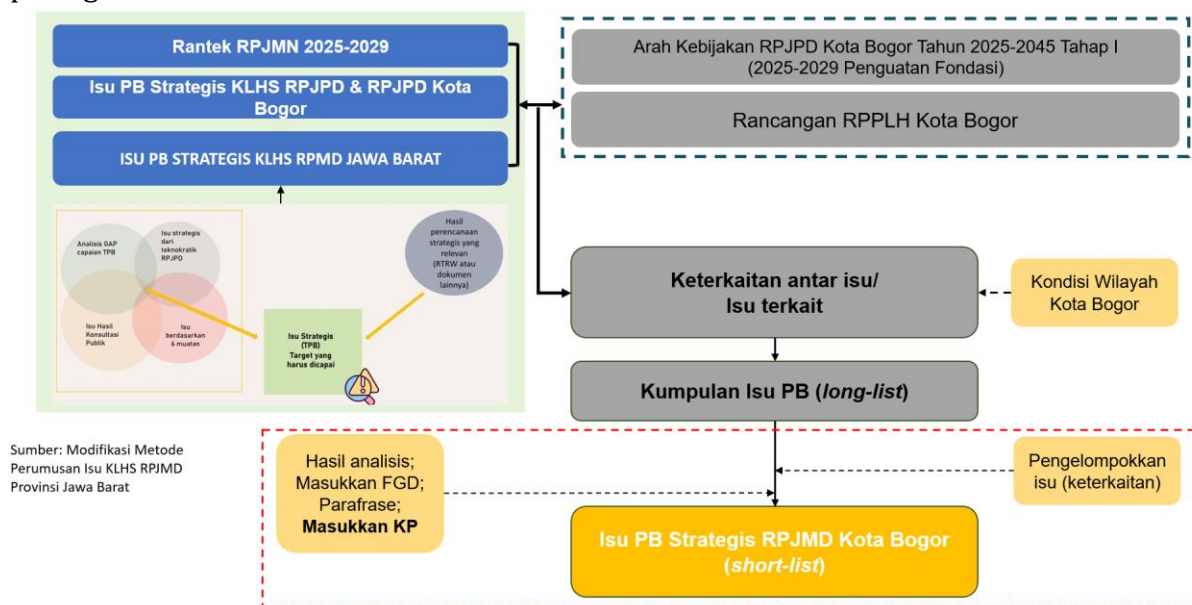 Rantek RPJMN 2025-2029
Isu PB Strategis KLHS RPJPD & RPJPD Kota
Bogor
ISU PB STRATEGIS KLHS RPMD JAWA BARAT
Arah Kebijakan RPJPD Kota Bogor Tahun 2025-2045 Tahap I
(2025-2029 Penguatan Fondasi)
Rancangan RPPLH Kota Bogor
Analisis GAP
capaian TPB
Isu strategis
dari
teknokratik
RPJPD
Isu Hasil
Konsultasi
Publik
Isu
berdasarkan
6 muatan
Hasil
perencanaan
strategis yang
relevan
(RTRW atau
dokumen
lainnya)
Isu Strategis
(TPB)
Target yang
harus dicapai
Keterkaitan antar isu/
Isu terkait
Kondisi Wilayah
Kota Bogor
Kumpulan Isu PB (long-list)
Sumber: Modifikasi Metode
Perumusan Isu KLHS RPJMD
Provinsi Jawa Barat
Hasil analisis;
Masukkan FGD;
Parafrase;
Masukkan KP
Pengelompokkan
isu (keterkaitan)
Isu PB Strategis RPJMD Kota Bogor
(short-list)